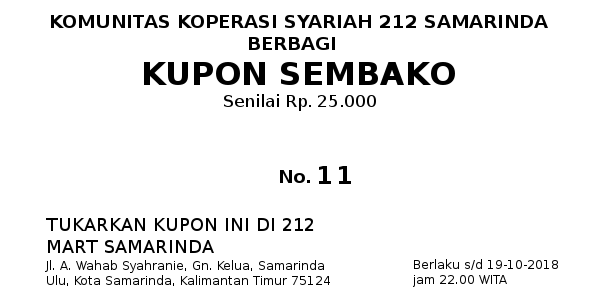 KOMUNITAS KOPERASI SYARIAH 212 SAMARINDA
BERBAGI
KUPON SEMBAKO
Senilai Rp. 25.000
No. 11
TUKARKAN KUPON INI DI 212
MART SAMARINDA
Jl. A. Wahab Syahranie, Gn. Kelua, Samarinda
Ulu, Kota Samarinda, Kalimantan Timur 75124
Berlaku s/d 19-10-2018
jam 22.00 WITA